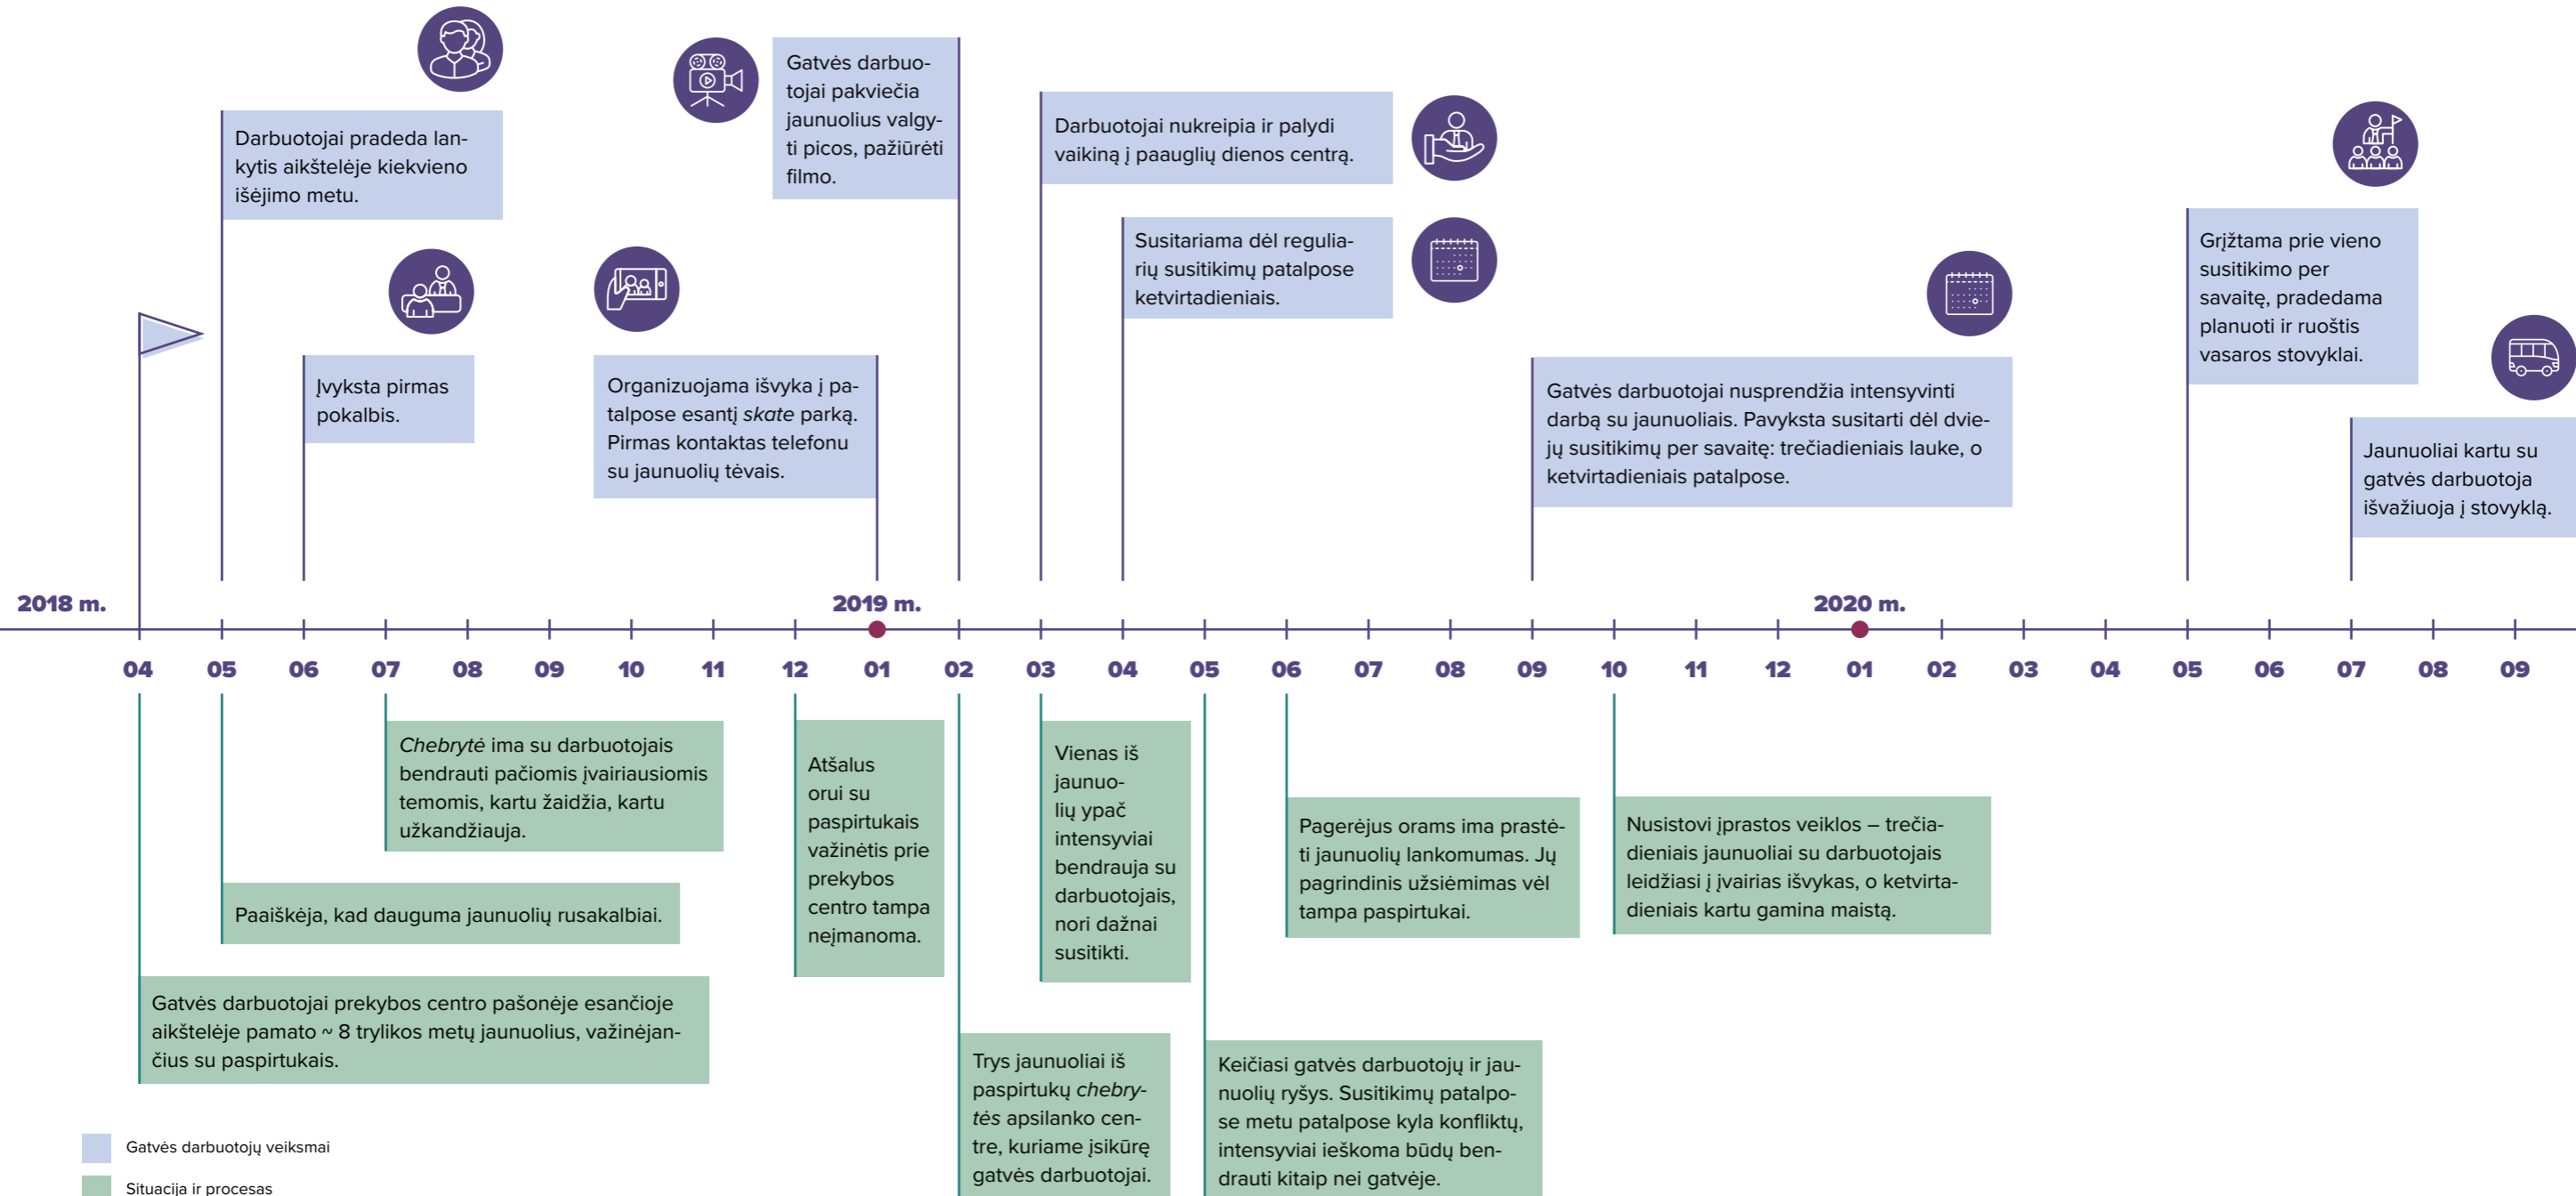 Darbuotojai pradeda lan-
kytis aikštelėje kiekvieno
išėjimo metu.
Įvyksta pirmas
pokalbis.
Organizuojama išvyka į pa-
talpose esantį skate parką.
Pirmas kontaktas telefonu
su jaunuolių tėvais.
Gatvės darbuo-
tojai pakviečia
jaunuolius valgy-
ti picos, pažiūrėti
filmo.
Darbuotojai nukreipia ir palydi
vaikiną į paauglių dienos centrą.
Susitariama dėl regulia-
rių susitikimų patalpose
ketvirtadieniais.
Gatvės darbuotojai nusprendžia intensyvinti
darbą su jaunuoliais. Pavyksta susitarti dėl dvie-
jų susitikimų per savaitę: trečiadieniais lauke, o
ketvirtadieniais patalpose.
Grįžtama prie vieno
susitikimo per
savaitę, pradedama
planuoti ir ruoštis
vasaros stovyklai.
Jaunuoliai kartu su
gatvės darbuotoja
išvažiuoja į stovyklą.
2018 m. 2019 m. 2020 m.
04 05 06 07 08 09 10 11 12 01 02 03 04 05 06 07 08 09 10 11 12 01 02 03 04 05 06 07 08 09
Chebrytė ima su darbuotojais
bendrauti pačiomis įvairiausiomis
temomis, kartu žaidžia, kartu
užkandžiauja.
Paaiškėja, kad dauguma jaunuolių rusakalbiai.
Gatvės darbuotojai prekybos centro pašonėje esančioje
aikštelėje pamato ~ 8 trylikos metų jaunuolius, važinėjan-
čius su paspirtukais.
Atšalus
orui su
paspirtukais
važinėtis prie
prekybos
centro tampa
neįmanoma.
Trys jaunuoliai iš
paspirtukų chebry-
tės apsilanko cen-
tre, kuriame įsikūrę
gatvės darbuotojai.
Vienas iš
jaunuo-
lių ypač
intensyviai
bendrauja su
darbuotojais,
nori dažnai
susitikti.
Keičiasi gatvės darbuotojų ir jau-
nuolių ryšys. Susitikimų patalpo-
se metu patalpose kyla konfliktų,
intensyviai ieškoma būdų ben-
drauti kitaip nei gatvėje.
Pagerėjus orams ima prastė-
ti jaunuolių lankomumas. Jų
pagrindinis užsiėmimas vėl
tampa paspirtukai.
Nusistovi įprastos veiklos – trečia-
dieniais jaunuoliai su darbuotojais
leidžiasi į įvairias išvykas, o ketvirta-
dieniais kartu gamina maistą.
Gatvės darbuotojų veiksmai
Situacija ir procesas